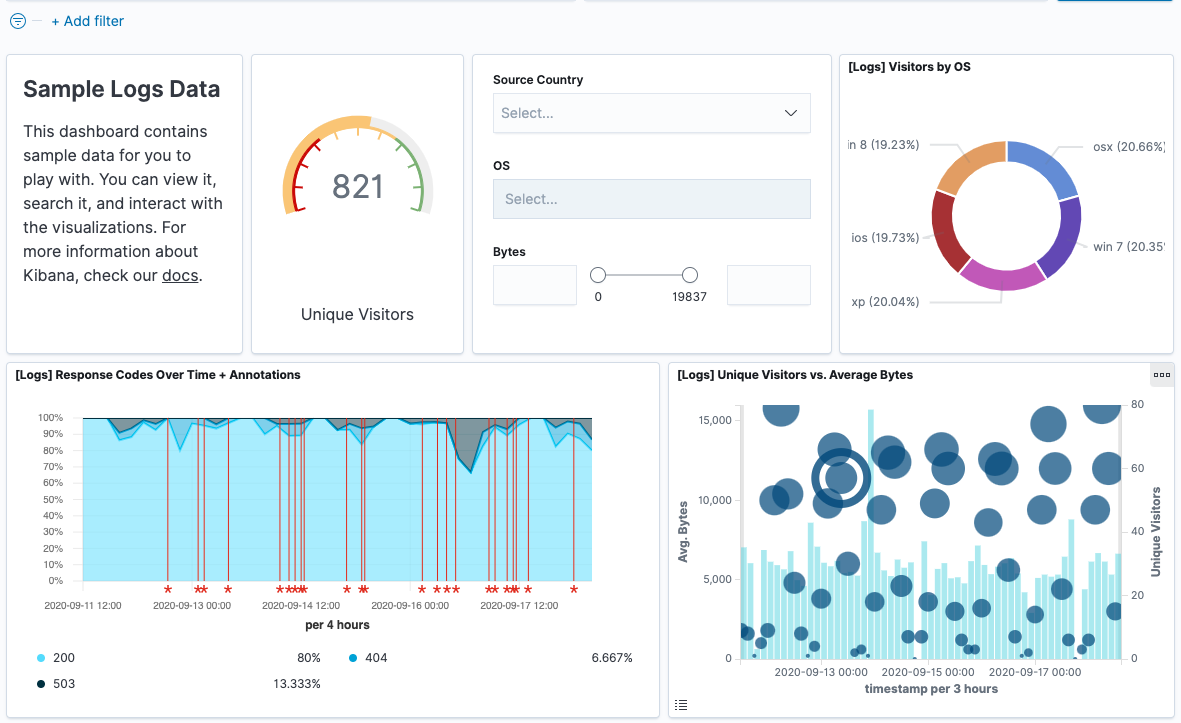 + Add filter
Sample Logs Data
This dashboard contains
sample data for you to
play with. You can view it,
search it, and interact with
the visualizations. For
more information about
Kibana, check our docs.
821
Unique Visitors
Source Country
Select...
OS
Select...
Bytes
0
19837
[Logs] Visitors by OS
in 8 (19.23%)
osx (20.66%)
ios (19.73%)
win 7 (20.35
xp (20.04%)
[Logs] Response Codes Over Time + Annotations
100%
90%
80%
70%
60%
50%
40%
30%
20%
10%
0%
2020-09-11 12:00 2020-09-13 00:00 2020-09-14 12:00 2020-09-16 00:00 2020-09-17 12:00
per 4 hours
200 80% 404 6.667%
503 13.333%
[Logs] Unique Visitors vs. Average Bytes
15,000
10,000
5,000
0
Avg. Bytes
80
60
40
20
0
Unique Visitors
2020-09-13 00:00 2020-09-15 00:00 2020-09-17 00:00
timestamp per 3 hours